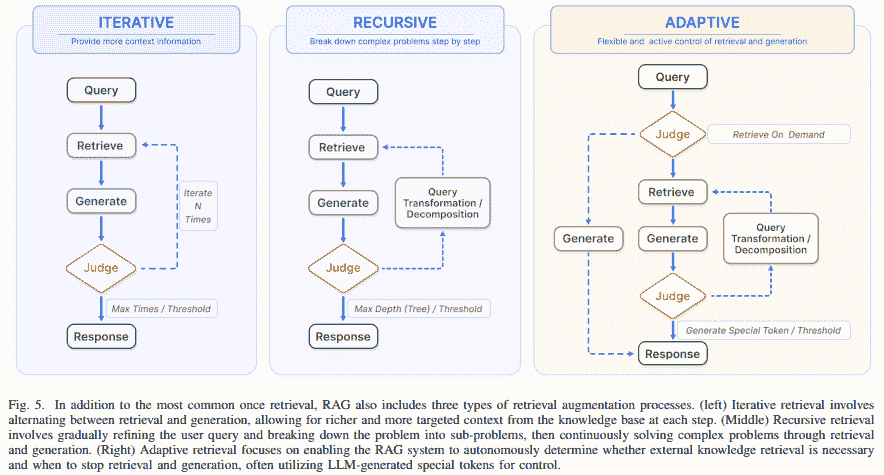 ITERATIVE
Provide more context information
Query
Retrieve
Iterate
N
Times
Generate
Judge
Max Times / Threshold
Response
RECURSIVE
Break down complex problems step by step
Query
Retrieve
Generate
Query
Transformation /
Decomposition
Judge
Max Depth (Tree) / Threshold
Response
ADAPTIVE
Flexible and active control of retrieval and generation
Query
Judge
Retrieve On Demand
Retrieve
Generate
Generate
Query
Transformation /
Decomposition
Judge
Generate Special Token / Threshold
Response
Fig. 5. In addition to the most common once retrieval, RAG also includes three types of retrieval augmentation processes. (left) Iterative retrieval involves
alternating between retrieval and generation, allowing for richer and more targeted context from the knowledge base at each step. (Middle) Recursive retrieval
involves gradually refining the user query and breaking down the problem into sub-problems, then continuously solving complex problems through retrieval
and generation. (Right) Adaptive retrieval focuses on enabling the RAG system to autonomously determine whether external knowledge retrieval is necessary
and when to stop retrieval and generation, often utilizing LLM-generated special tokens for control.